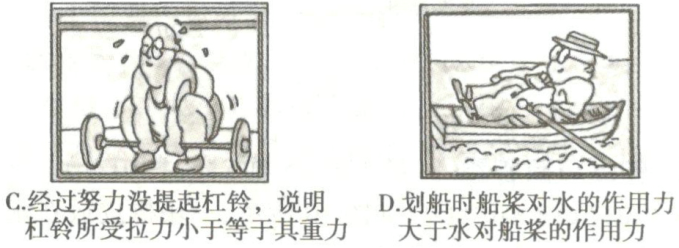 C.经过努力没提起杠铃，说明
杠铃所受拉力小于等于其重力
D.划船时船桨对水的作用力
大于水对船桨的作用力